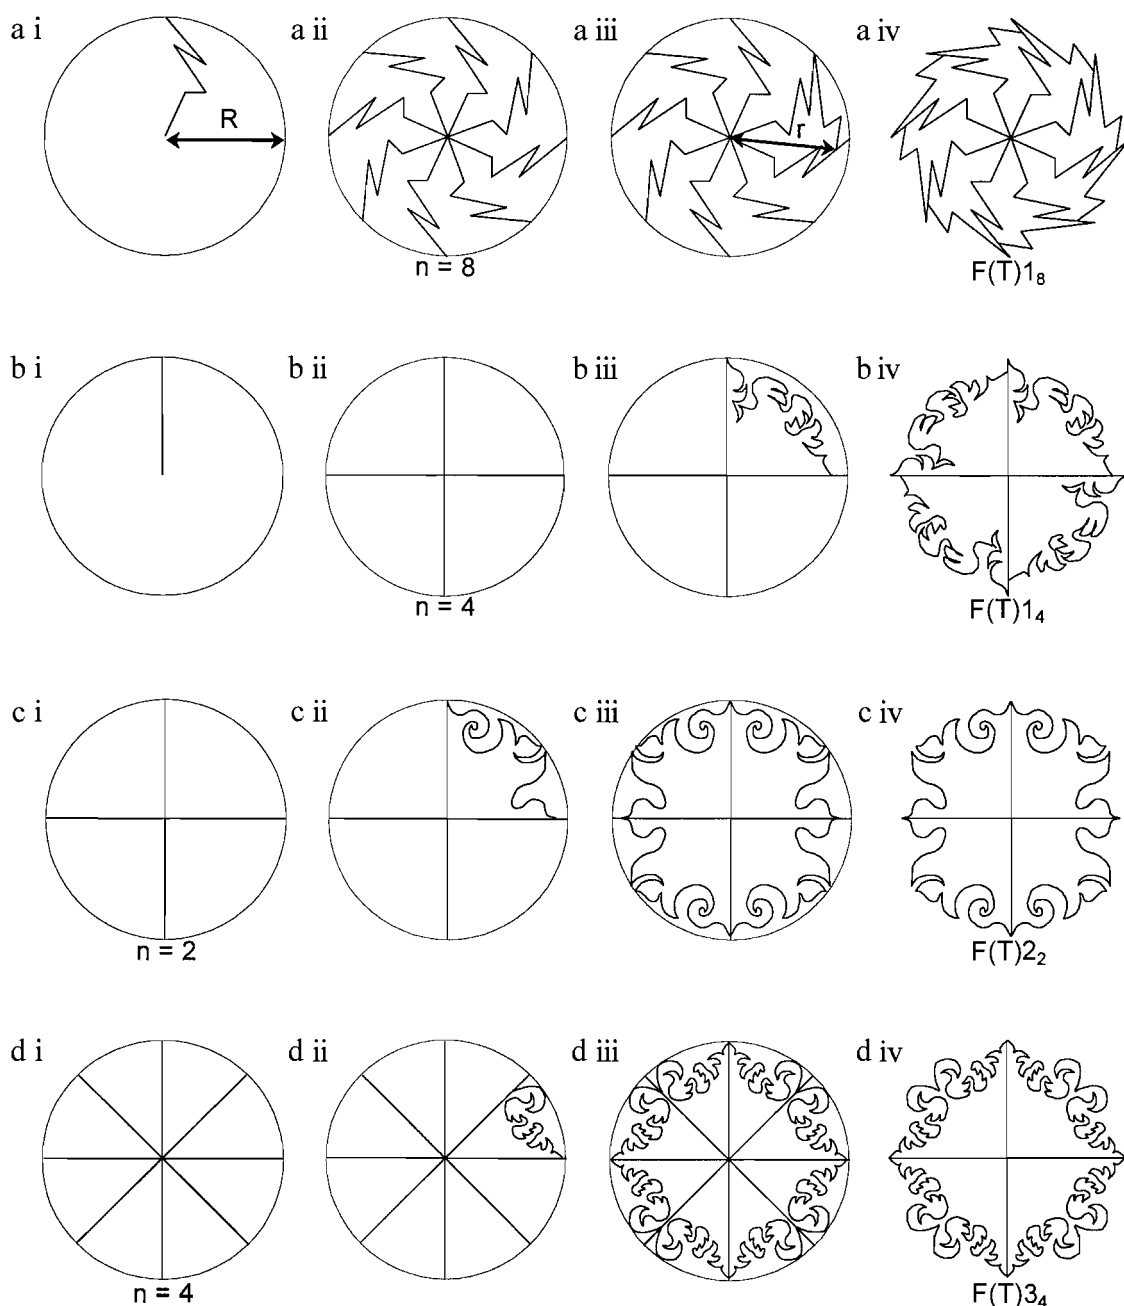 a i
R
a ii
n = 8
a iii
r
a iv
F(T)1₈
b i
b ii
n = 4
b iii
b iv
F(T)1₄
c i
n = 2
c ii
c iii
c iv
F(T)2₂
d i
n = 4
d ii
d iii
d iv
F(T)3₄